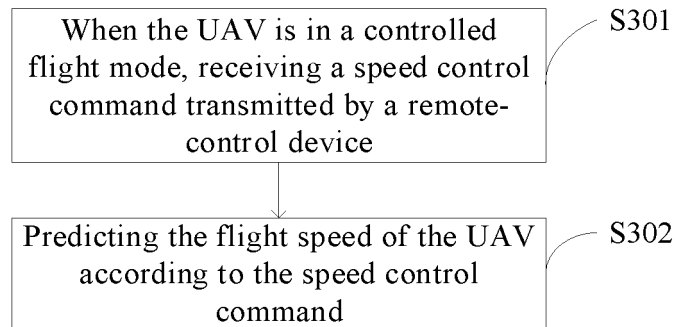 When the UAV is in a controlled
flight mode, receiving a speed control
command transmitted by a remote-
control device
S301
Predicting the flight speed of the UAV
according to the speed control
command
S302